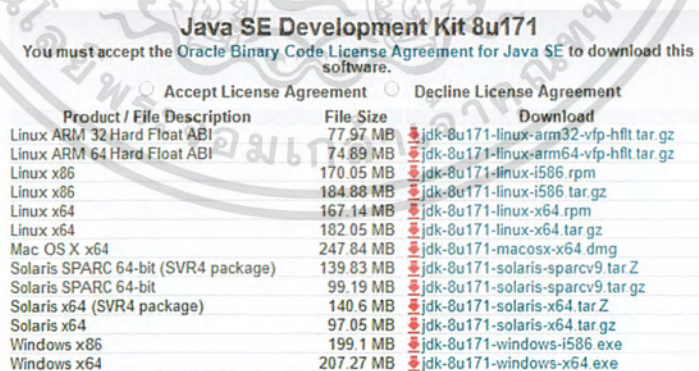 Java SE Development Kit 8u171
You must accept the Oracle Binary Code License Agreement for Java SE to download this
software.
Accept License Agreement Decline License Agreement
Product / File Description File Size Download
Linux ARM 32 Hard Float ABI 77.97 MB jdk-8u171-linux-arm32-vfp-hflt.tar.gz
Linux ARM 64 Hard Float ABI 74.89 MB jdk-8u171-linux-arm64-vfp-hflt.tar.gz
Linux x86 170.05 MB jdk-8u171-linux-i586.rpm
Linux x86 184.88 MB jdk-8u171-linux-i586.tar.gz
Linux x64 167.14 MB jdk-8u171-linux-x64.rpm
Linux x64 182.05 MB jdk-8u171-linux-x64.tar.gz
Mac OS X x64 247.84 MB jdk-8u171-macosx-x64.dmg
Solaris SPARC 64-bit (SVR4 package) 139.83 MB jdk-8u171-solaris-sparcv9.tar.Z
Solaris SPARC 64-bit 99.19 MB jdk-8u171-solaris-sparcv9.tar.gz
Solaris x64 (SVR4 package) 140.6 MB jdk-8u171-solaris-x64.tar.Z
Solaris x64 97.05 MB jdk-8u171-solaris-x64.tar.gz
Windows x86 199.1 MB jdk-8u171-windows-i586.exe
Windows x64 207.27 MB jdk-8u171-windows-x64.exe